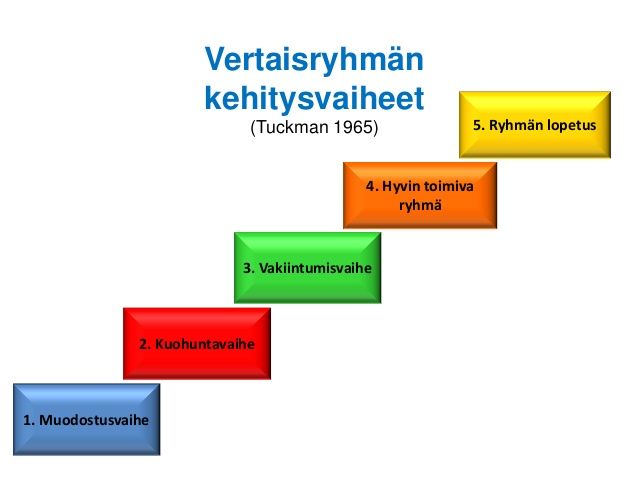 Vertaisryhmän
kehitysvaiheet
(Tuckman 1965)
5. Ryhmän lopetus
4. Hyvin toimiva
ryhmä
3. Vakiintumisvaihe
2. Kuohuntavaihe
1. Muodostusvaihe